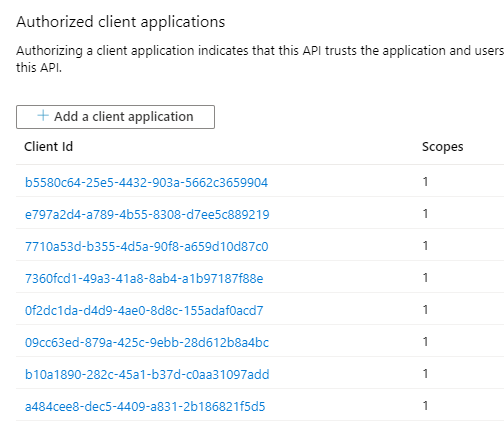 Authorized client applications
Authorizing a client application indicates that this API trusts the application and users
this API.
+ Add a client application
Client Id Scopes
b5580c64-25e5-4432-903a-5662c3659904 1
e797a2d4-a789-4b55-8308-d7ee5c889219 1
7710a53d-b355-4d5a-90f8-a659d10d87c0 1
7360fcd1-49a3-41a8-8ab4-a1b97187f88e 1
0f2dc1da-d4d9-4ae0-8d8c-155adaf0acd7 1
09cc63ed-879a-425c-9ebb-28d612b8a4bc 1
b10a1890-282c-45a1-b37d-c0aa31097add 1
a484cee8-dec5-4409-a831-2b186821f5d5 1